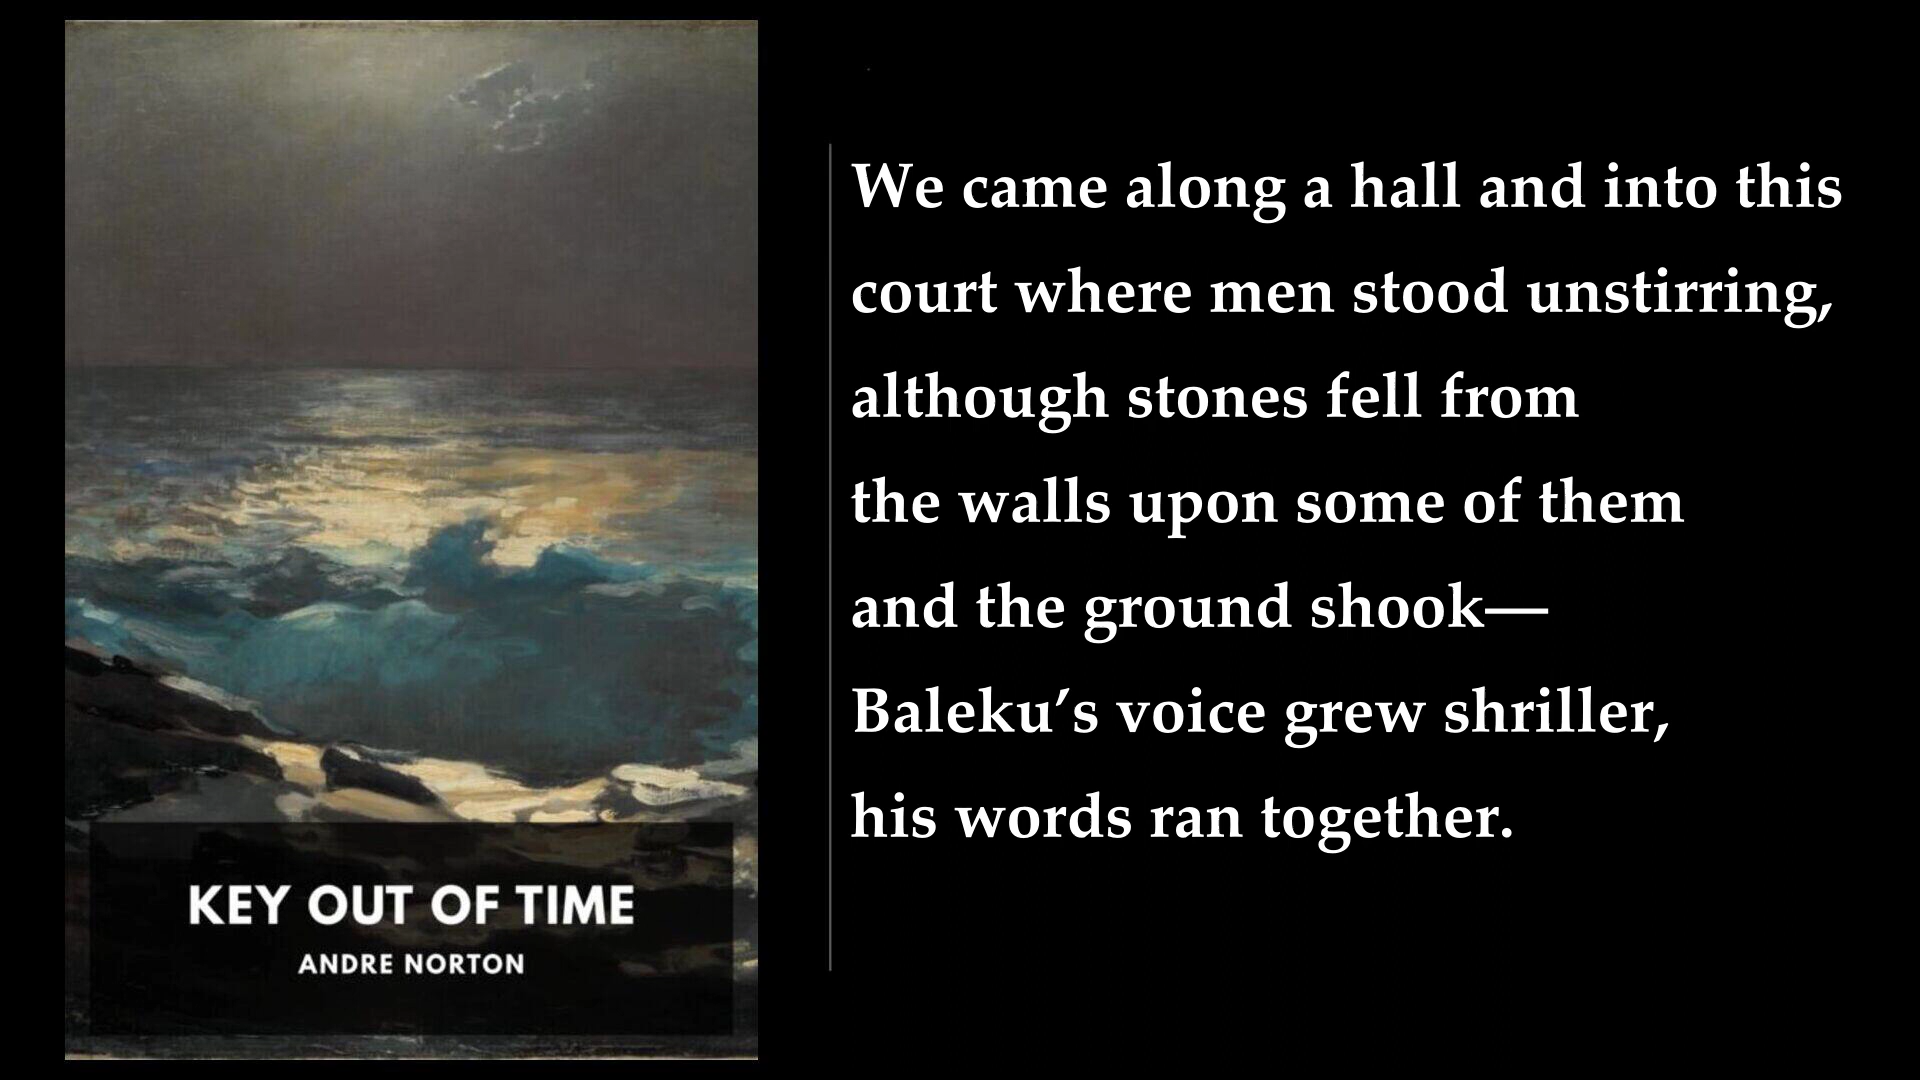 We came along a hall and into this
court where men stood unstirring,
although stones fell from
the walls upon some of them
and the ground shook—
Baleku’s voice grew shriller,
his words ran together.
KEY OUT OF TIME
ANDRE NORTON